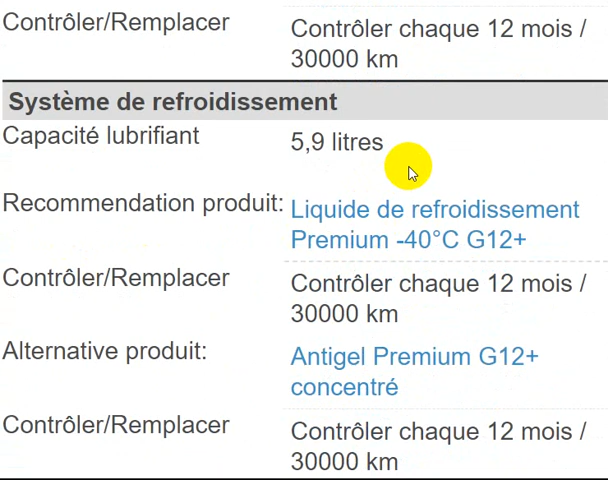 Contrôler/Remplacer
Contrôler chaque 12 mois /
30000 km
Système de refroidissement
Capacité lubrifiant
5,9 litres
Recommendation produit:
Liquide de refroidissement
Premium -40°C G12+
Contrôler/Remplacer
Contrôler chaque 12 mois /
30000 km
Alternative produit:
Antigel Premium G12+
concentré
Contrôler/Remplacer
Contrôler chaque 12 mois /
30000 km